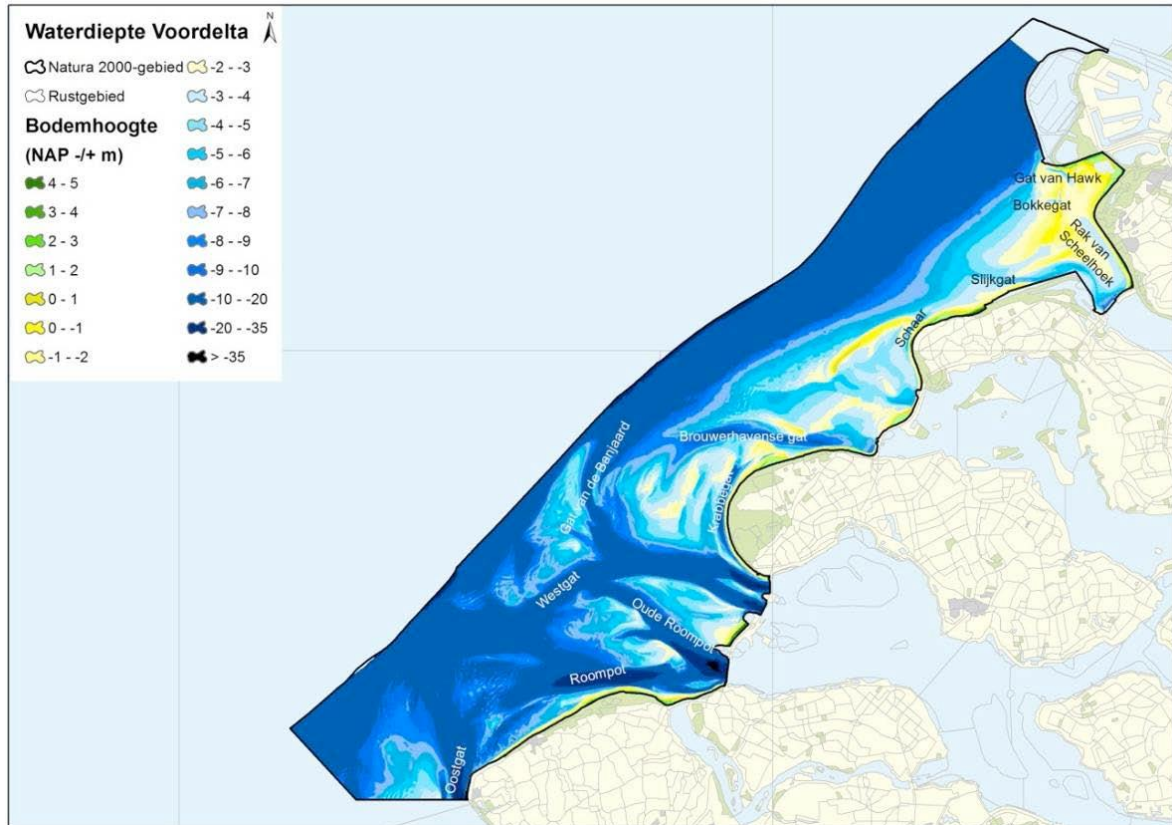 Waterdiepte Voordelta
N
Natura 2000-gebied
Rustgebied
Bodemhoogte
(NAP -/+ m)
4 - 5
3 - 4
2 - 3
1 - 2
0 - 1
0 - -1
-1 - -2
-2 - -3
-3 - -4
-4 - -5
-5 - -6
-6 - -7
-7 - -8
-8 - -9
-9 - -10
-10 - -20
-20 - -35
> -35
Gat van Hawk
Bokkegat
Rak van
Scheelhoek
Slijkgat
Schaar
Brouwerhavense gat
Krabbegat
Gat van de Banjaard
Westgat
Oude Roompot
Roompot
Oostgat